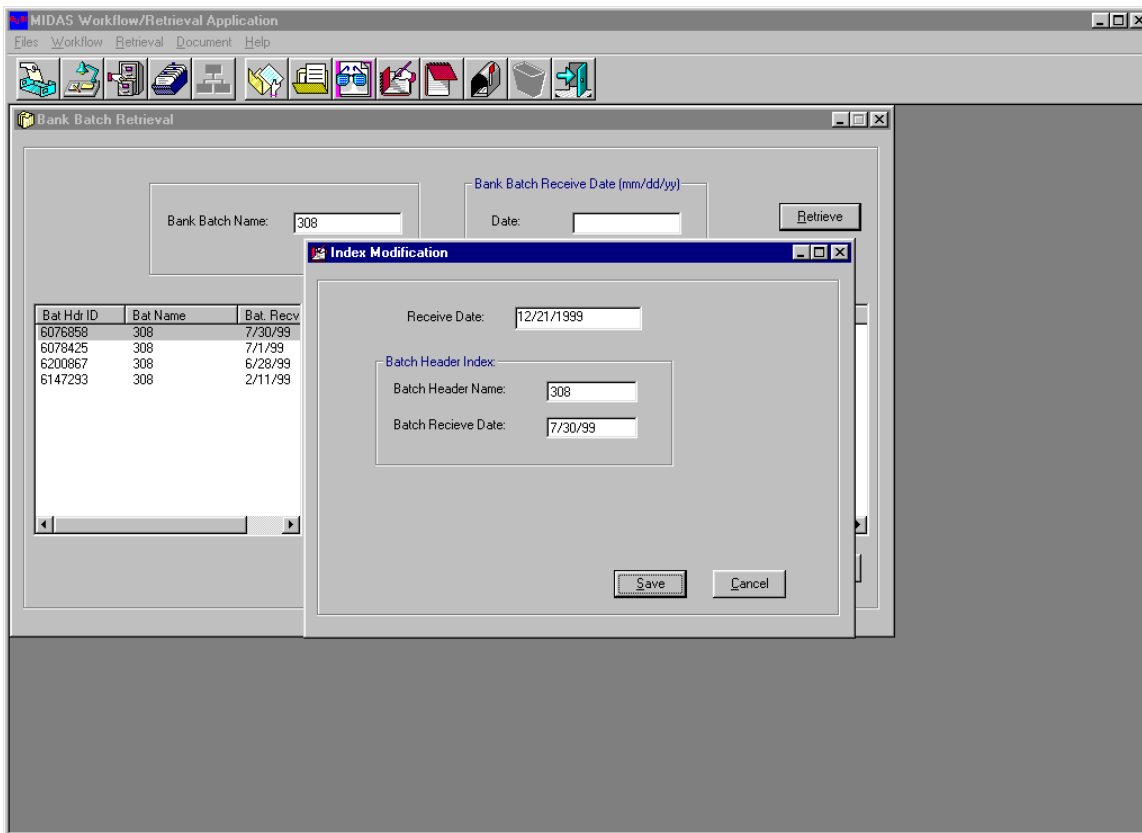 MIDAS Workflow/Retrieval Application
Files Workflow Retrieval Document Help
Bank Batch Retrieval
Bank Batch Receive Date (mm/dd/yy)
Bank Batch Name: 308 Date: Retrieve
Index Modification
Receive Date: 12/21/1999
Bat Hdr ID Bat Name Bat. Recv
6076858 308 7/30/99
6078425 308 7/1/99
6200867 308 6/28/99
6147293 308 2/11/99
Batch Header Index:
Batch Header Name: 308
Batch Recieve Date: 7/30/99
Save Cancel